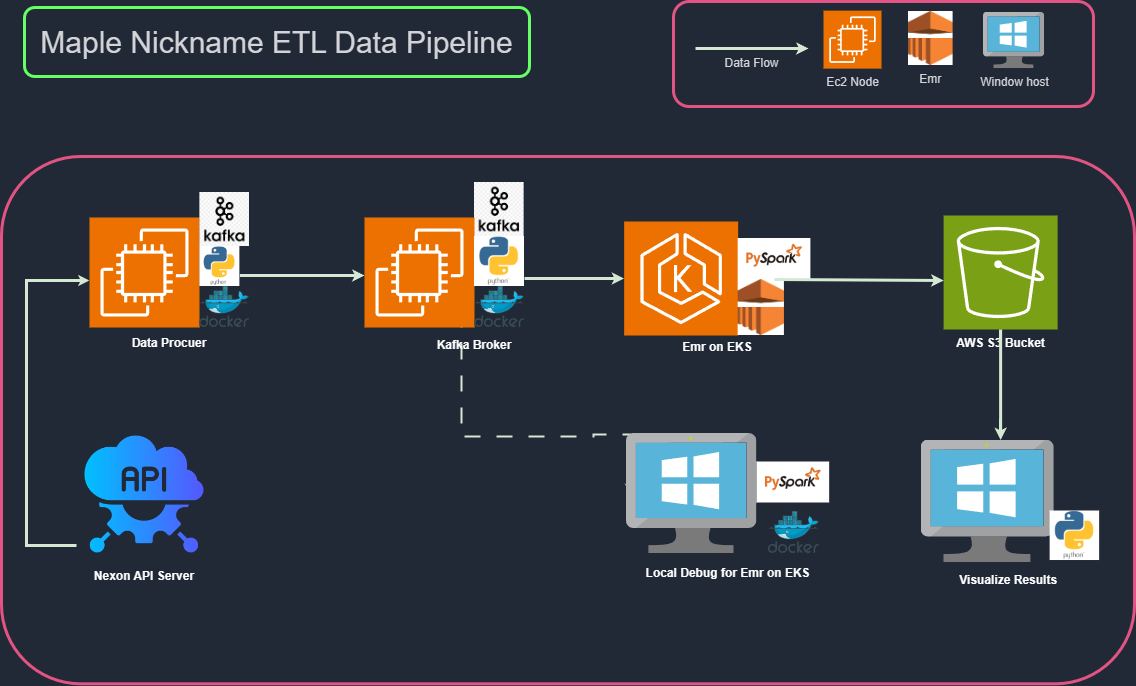 Maple Nickname ETL Data Pipeline
Data Flow
Ec2 Node
Emr
Window host
kafka
python
docker
Data Procuer
kafka
python
docker
Kafka Broker
K
PySpark
Emr on EKS
AWS S3 Bucket
API
Nexon API Server
PySpark
docker
Local Debug for Emr on EKS
python
Visualize Results